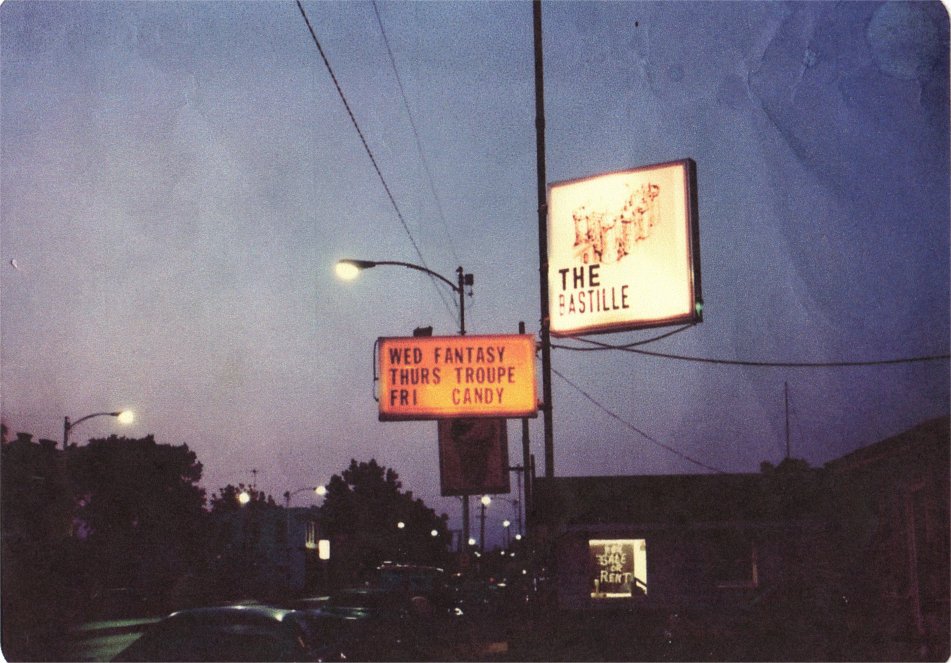 THE
BASTILLE
WED FANTASY
THURS TROUPE
FRI CANDY
FOR
SALE
OR
RENT